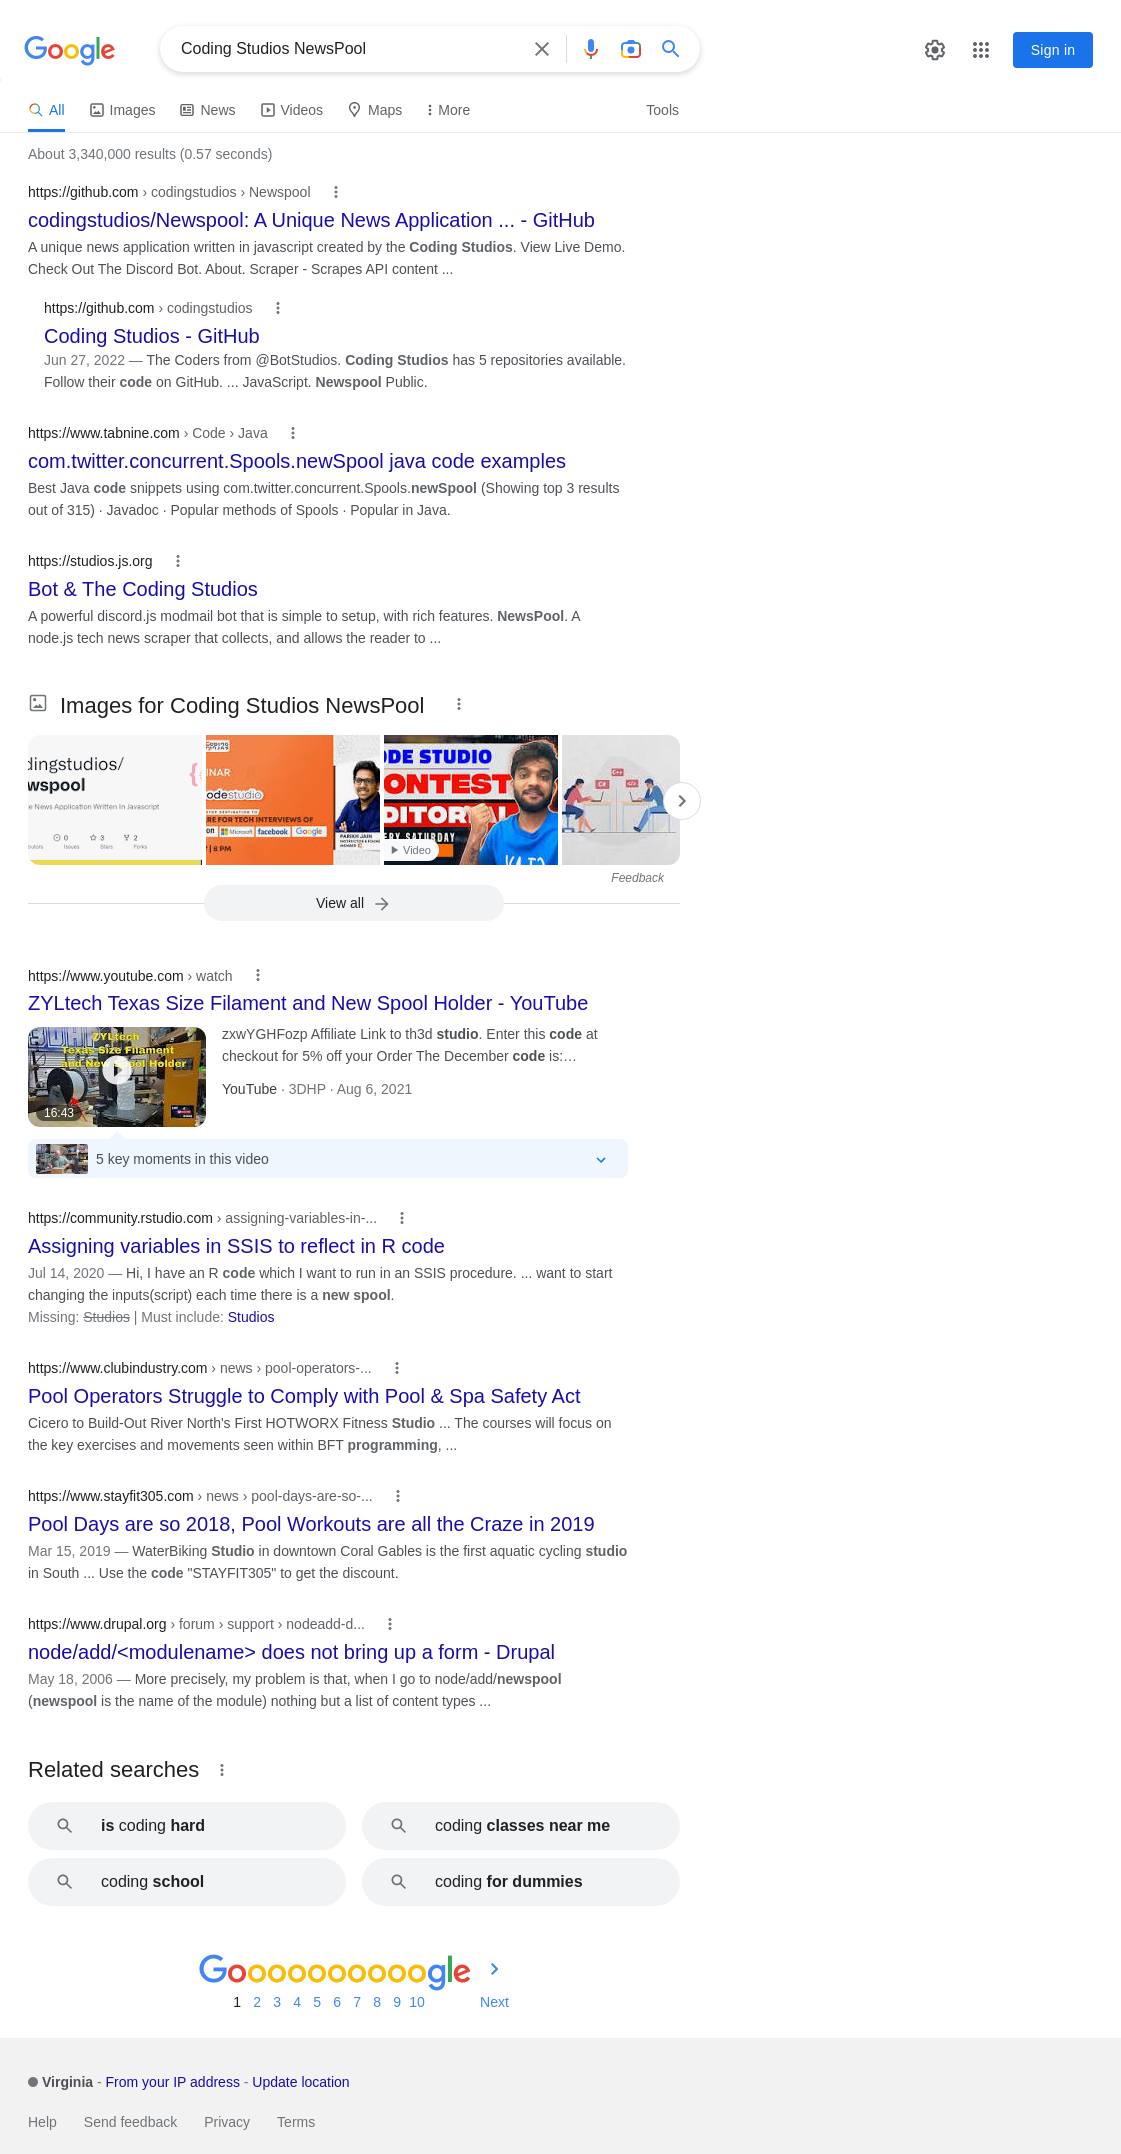 Google
Coding Studios NewsPool
Sign in
All
Images
News
Videos
Maps
More
Tools
About 3,340,000 results (0.57 seconds)
https://github.com › codingstudios › Newspool
codingstudios/Newspool: A Unique News Application ... - GitHub
A unique news application written in javascript created by the Coding Studios. View Live Demo.
Check Out The Discord Bot. About. Scraper - Scrapes API content ...
https://github.com › codingstudios
Coding Studios - GitHub
Jun 27, 2022 — The Coders from @BotStudios. Coding Studios has 5 repositories available.
Follow their code on GitHub. ... JavaScript. Newspool Public.
https://www.tabnine.com › Code › Java
com.twitter.concurrent.Spools.newSpool java code examples
Best Java code snippets using com.twitter.concurrent.Spools.newSpool (Showing top 3 results
out of 315) · Javadoc · Popular methods of Spools · Popular in Java.
https://studios.js.org
Bot & The Coding Studios
A powerful discord.js modmail bot that is simple to setup, with rich features. NewsPool. A
node.js tech news scraper that collects, and allows the reader to ...
Images for Coding Studios NewsPool
dingstudios/
wspool
e News Application Written In Javascript
0
3
2
Issues
Stars
Forks
INAR
odestudio
TOP DESTINATION TO
RE FOR TECH INTERVIEWS OF
on Microsoft facebook Google
| 8 PM
PARIKH JAIN
ODE STUDIO
ONTEST
DITORIAL
ERY SATURDAY
Video
C++
C#
</>
Feedback
View all
https://www.youtube.com › watch
ZYLtech Texas Size Filament and New Spool Holder - YouTube
ZYLtech
Texas Size Filament
and New Spool Holder
16:43
zxwYGHFozp Affiliate Link to th3d studio. Enter this code at
checkout for 5% off your Order The December code is:…
YouTube · 3DHP · Aug 6, 2021
5 key moments in this video
https://community.rstudio.com › assigning-variables-in-...
Assigning variables in SSIS to reflect in R code
Jul 14, 2020 — Hi, I have an R code which I want to run in an SSIS procedure. ... want to start
changing the inputs(script) each time there is a new spool.
Missing: Studios | Must include: Studios
https://www.clubindustry.com › news › pool-operators-...
Pool Operators Struggle to Comply with Pool & Spa Safety Act
Cicero to Build-Out River North's First HOTWORX Fitness Studio ... The courses will focus on
the key exercises and movements seen within BFT programming, ...
https://www.stayfit305.com › news › pool-days-are-so-...
Pool Days are so 2018, Pool Workouts are all the Craze in 2019
Mar 15, 2019 — WaterBiking Studio in downtown Coral Gables is the first aquatic cycling studio
in South ... Use the code "STAYFIT305" to get the discount.
https://www.drupal.org › forum › support › nodeadd-d...
node/add/<modulename> does not bring up a form - Drupal
May 18, 2006 — More precisely, my problem is that, when I go to node/add/newspool
(newspool is the name of the module) nothing but a list of content types ...
Related searches
is coding hard
coding classes near me
coding school
coding for dummies
Goooooooooogle
1 2 3 4 5 6 7 8 9 10 Next
Virginia - From your IP address - Update location
Help
Send feedback
Privacy
Terms